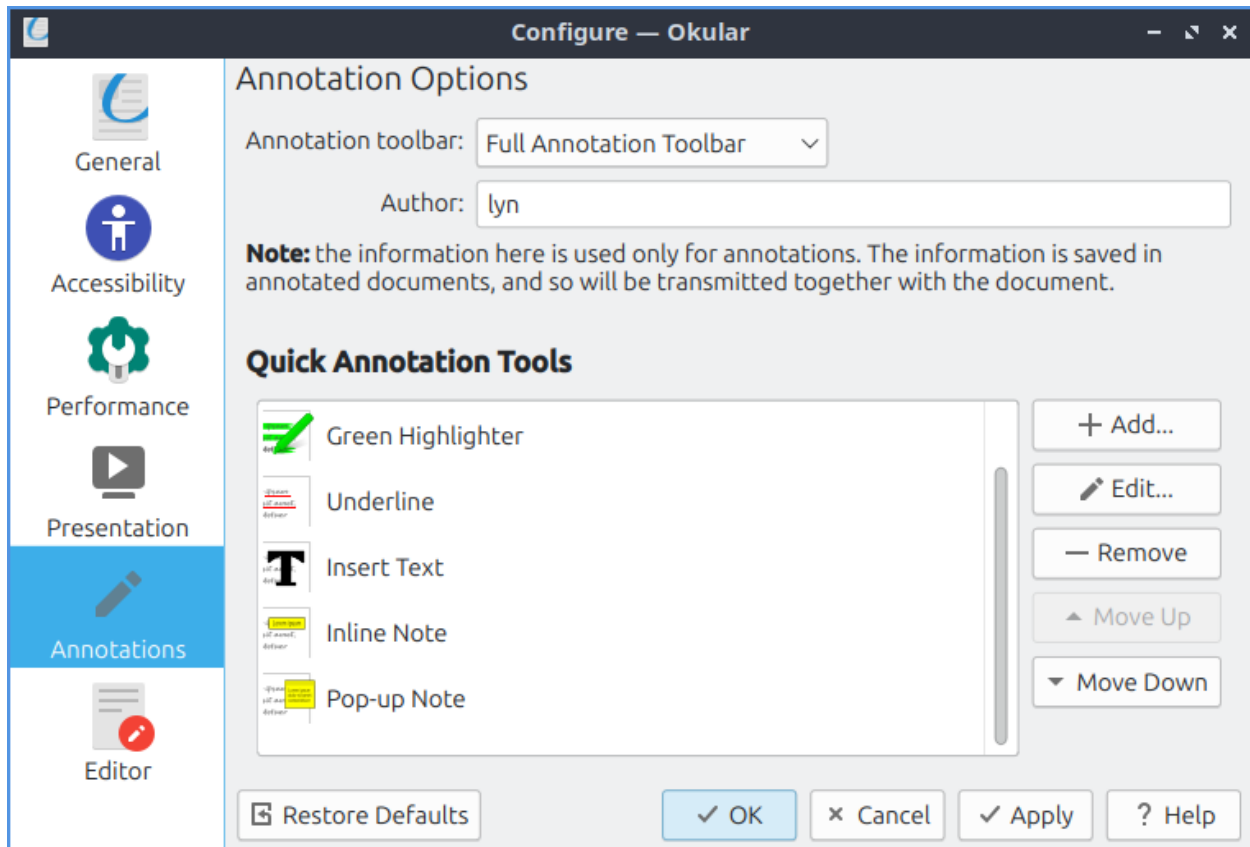 Configure — Okular
General
Accessibility
Performance
Presentation
Annotations
Editor
Annotation Options
Annotation toolbar: Full Annotation Toolbar
Author: lyn
Note: the information here is used only for annotations. The information is saved in
annotated documents, and so will be transmitted together with the document.
Quick Annotation Tools
Green Highlighter
Underline
Insert Text
Inline Note
Pop-up Note
Add...
Edit...
Remove
Move Up
Move Down
Restore Defaults
OK
Cancel
Apply
? Help